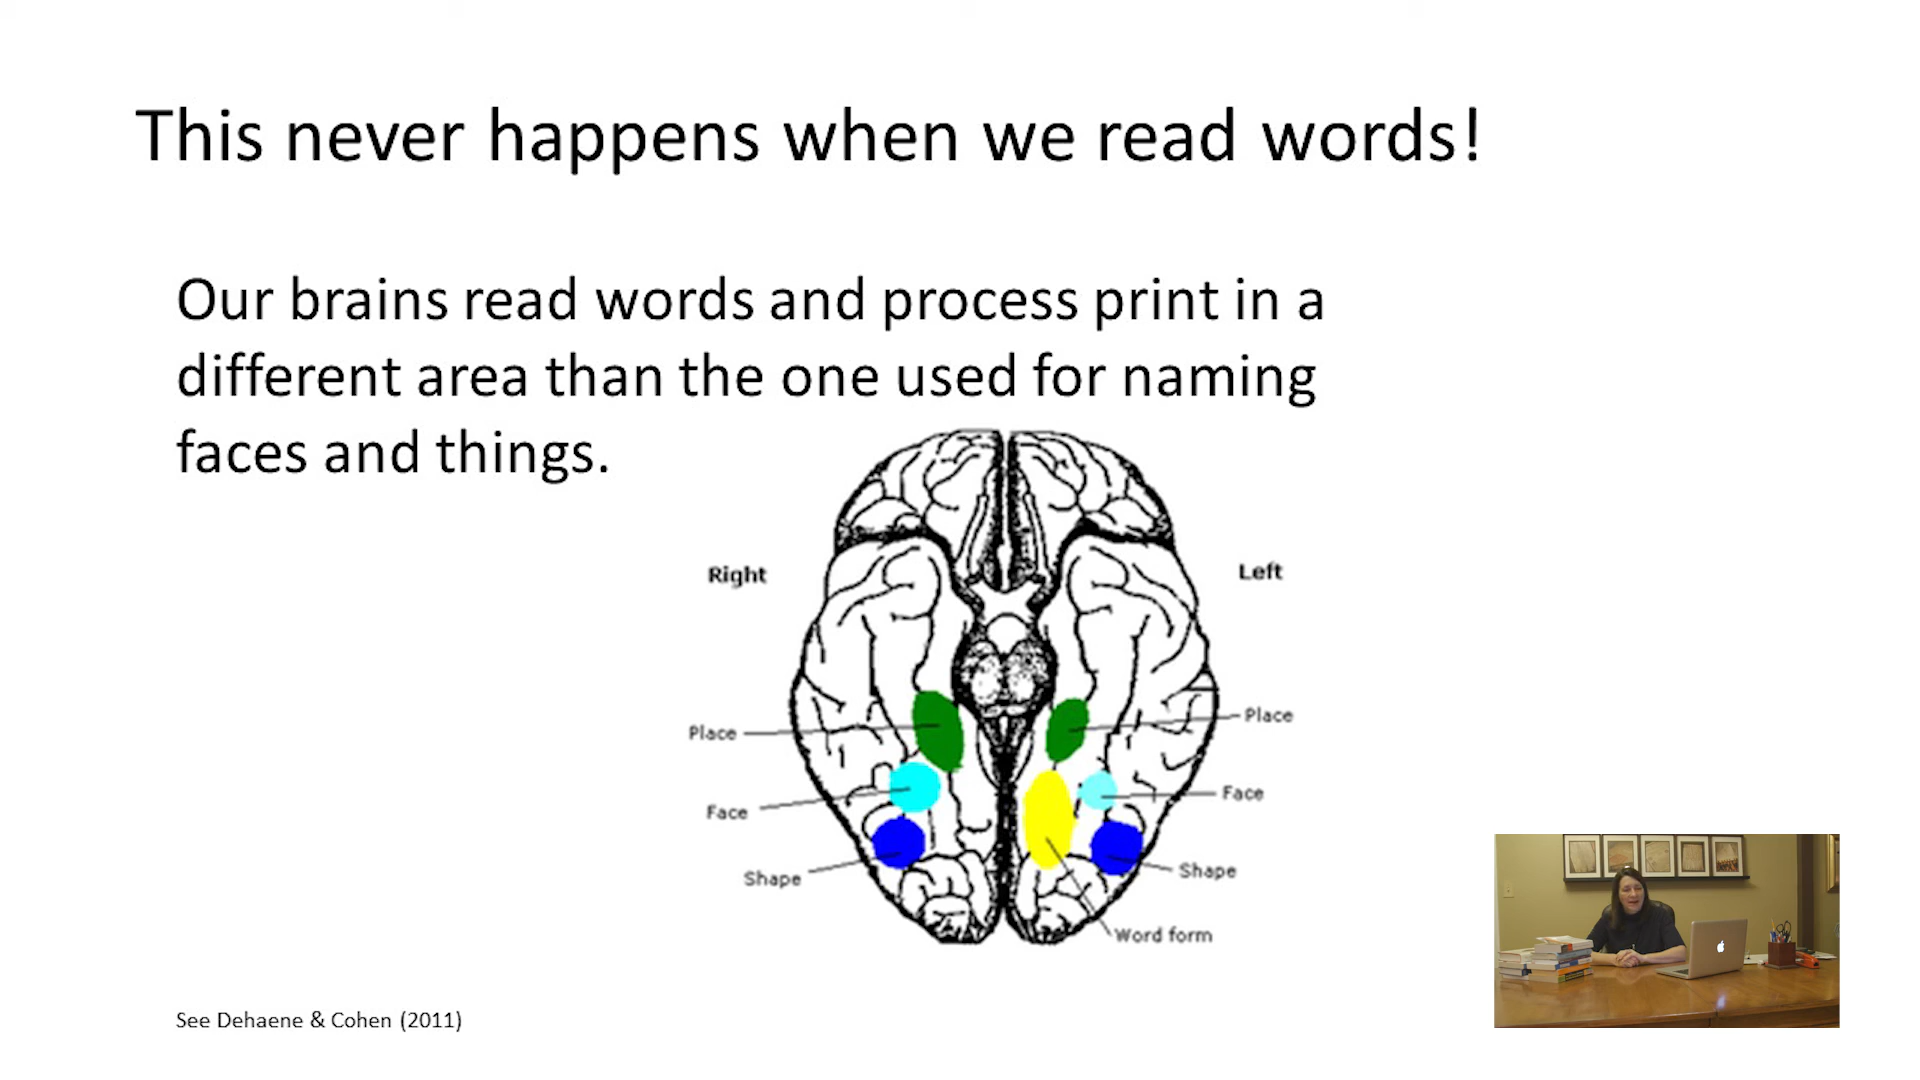 This never happens when we read words!
Our brains read words and process print in a
different area than the one used for naming
faces and things.
Right
Left
Place
Place
Face
Face
Shape
Shape
Word form
See Dehaene & Cohen (2011)